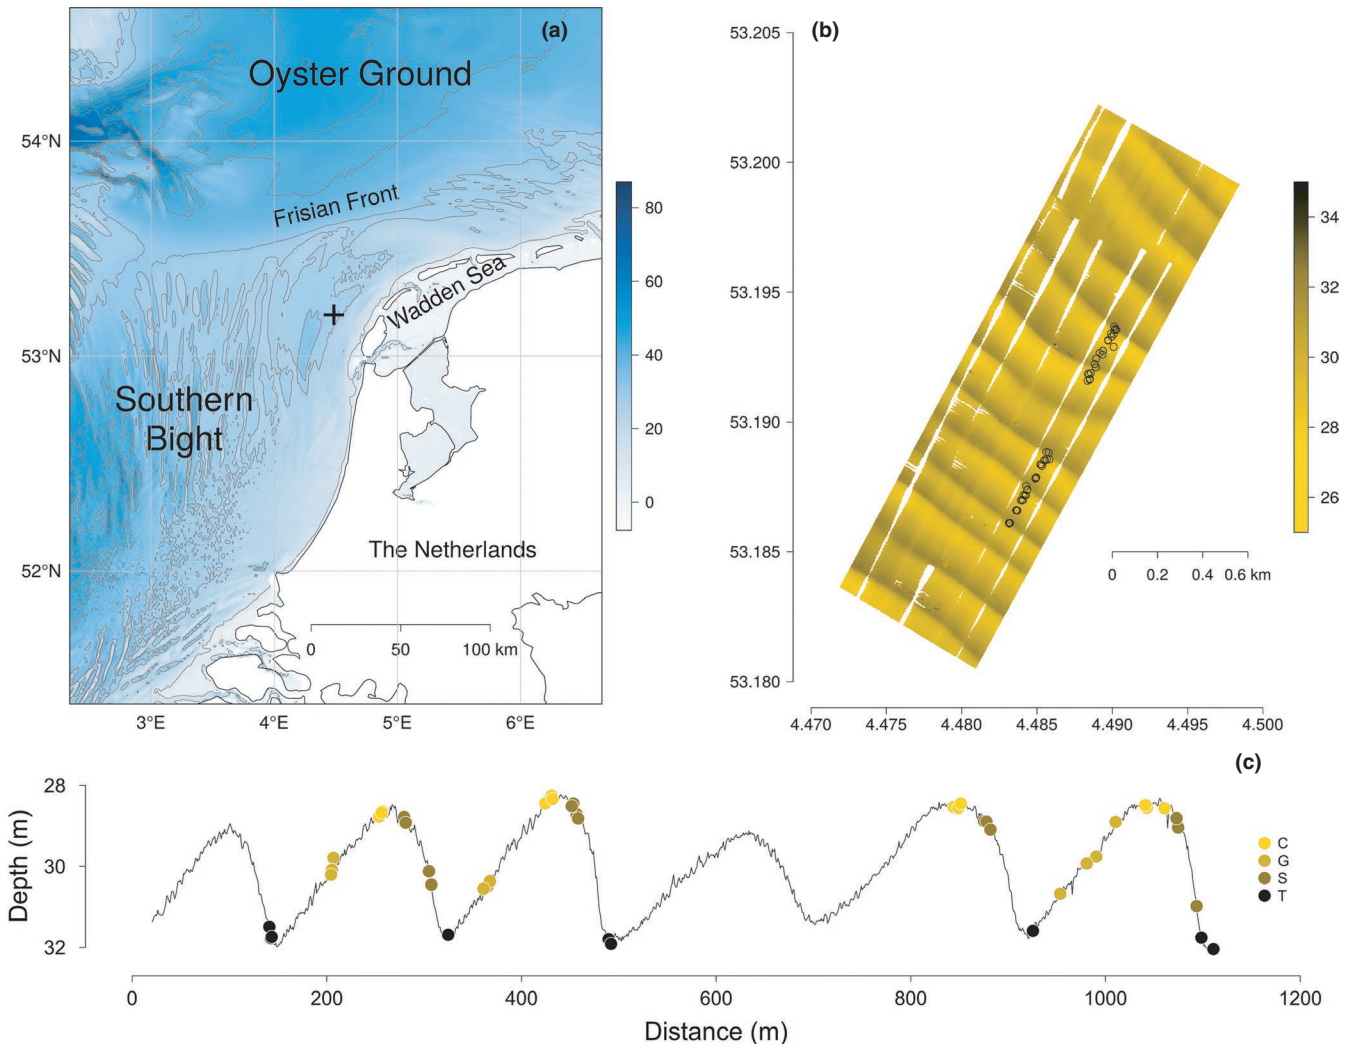 (a)
Oyster Ground
54°N
Frisian Front
80
60
40
20
0
Wadden Sea
53°N
Southern
Bight
The Netherlands
52°N
0 50 100 km
3°E 4°E 5°E 6°E
(b)
53.205
53.200
53.195
53.190
53.185
53.180
34
32
30
28
26
0 0.2 0.4 0.6 km
4.470 4.475 4.480 4.485 4.490 4.495 4.500
(c)
Depth (m)
28
30
32
C
G
S
T
0 200 400 600 800 1000 1200
Distance (m)